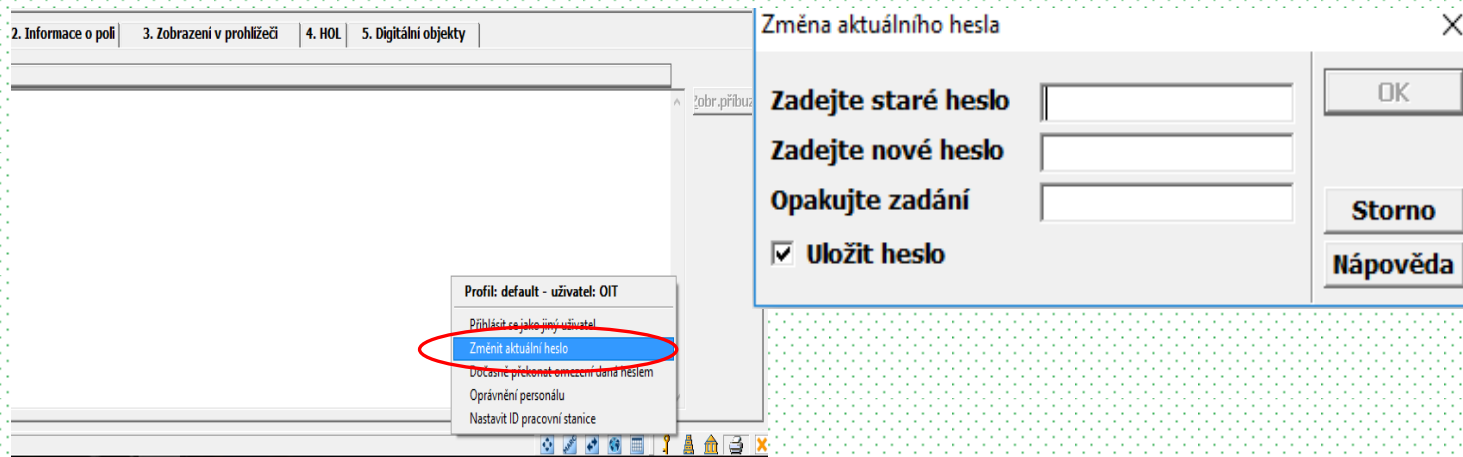 2. Informace o poli
3. Zobrazení v prohlížeči
4. HOL
5. Digitální objekty
Zobr.příbuz
Profil: default - uživatel: OIT
Přihlásit se jako jiný uživatel
Změnit aktuální heslo
Dočasně překonat omezení daná heslem
Oprávnění personálu
Nastavit ID pracovní stanice
Změna aktuálního hesla
Zadejte staré heslo
OK
Zadejte nové heslo
Opakujte zadání
Storno
Uložit heslo
Nápověda